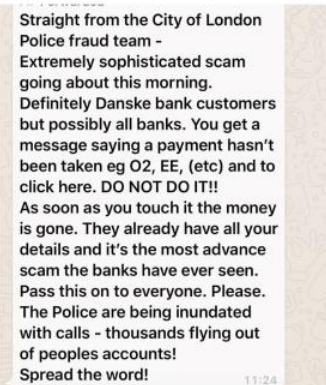 Straight from the City of London
Police fraud team -
Extremely sophisticated scam
going about this morning.
Definitely Danske bank customers
but possibly all banks. You get a
message saying a payment hasn't
been taken eg O2, EE, (etc) and to
click here. DO NOT DO IT!!
As soon as you touch it the money
is gone. They already have all your
details and it's the most advance
scam the banks have ever seen.
Pass this on to everyone. Please.
The Police are being inundated
with calls - thousands flying out
of peoples accounts!
Spread the word!
11:24